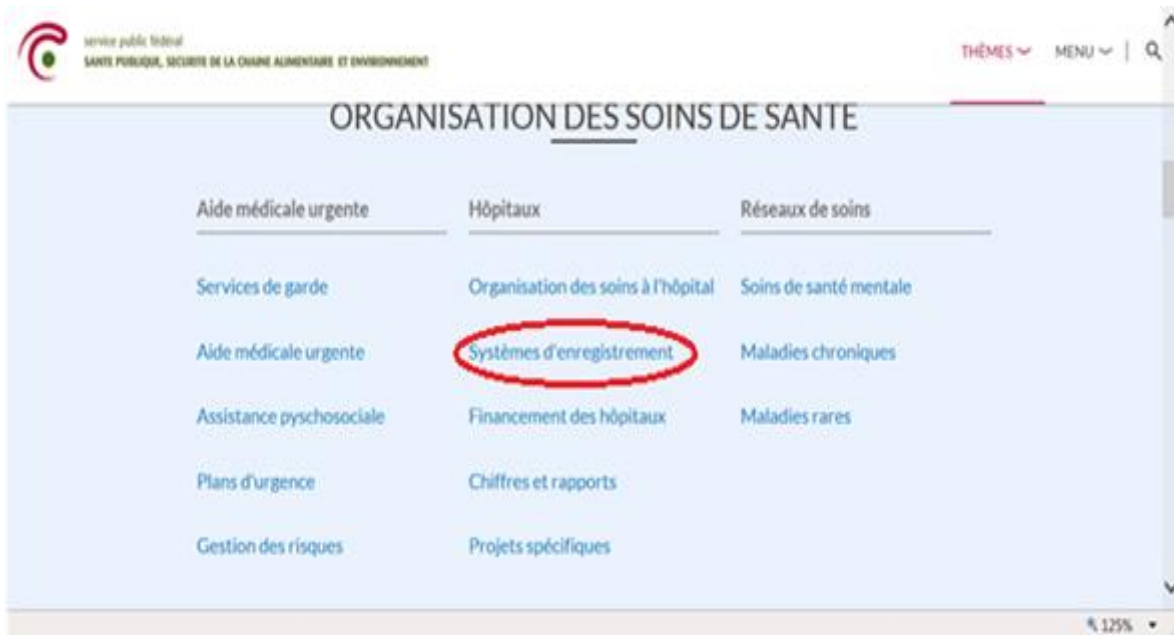 service public fédéral
SANTE PUBLIQUE, SECURITE DE LA CHAINE ALIMENTAIRE ET ENVIRONNEMENT
THÈMES MENU
ORGANISATION DES SOINS DE SANTE
Aide médicale urgente
Services de garde
Aide médicale urgente
Assistance pyschosociale
Plans d'urgence
Gestion des risques
Hôpitaux
Organisation des soins à l'hôpital
Systèmes d'enregistrement
Financement des hôpitaux
Chiffres et rapports
Projets spécifiques
Réseaux de soins
Soins de santé mentale
Maladies chroniques
Maladies rares
125%